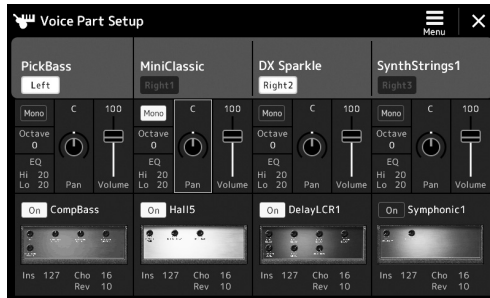 Voice Part Setup
Menu
PickBass
MiniClassic
DX Sparkle
SynthStrings1
Left
Right1
Right2
Right3
Mono C 100
Mono C 100
Mono C 100
Mono C 100
Octave
Octave
Octave
Octave
0
0
0
0
EQ
EQ
EQ
EQ
Hi 20
Hi 20
Hi 20
Hi 20
Lo 20 Pan Volume
Lo 20 Pan Volume
Lo 20 Pan Volume
Lo 20 Pan Volume
On CompBass
On Hall5
On DelayLCR1
On Symphonic1
Ins 127 Cho 16
Ins 127 Cho 16
Ins 127 Cho 16
Ins 127 Cho 16
Rev 10
Rev 10
Rev 10
Rev 10